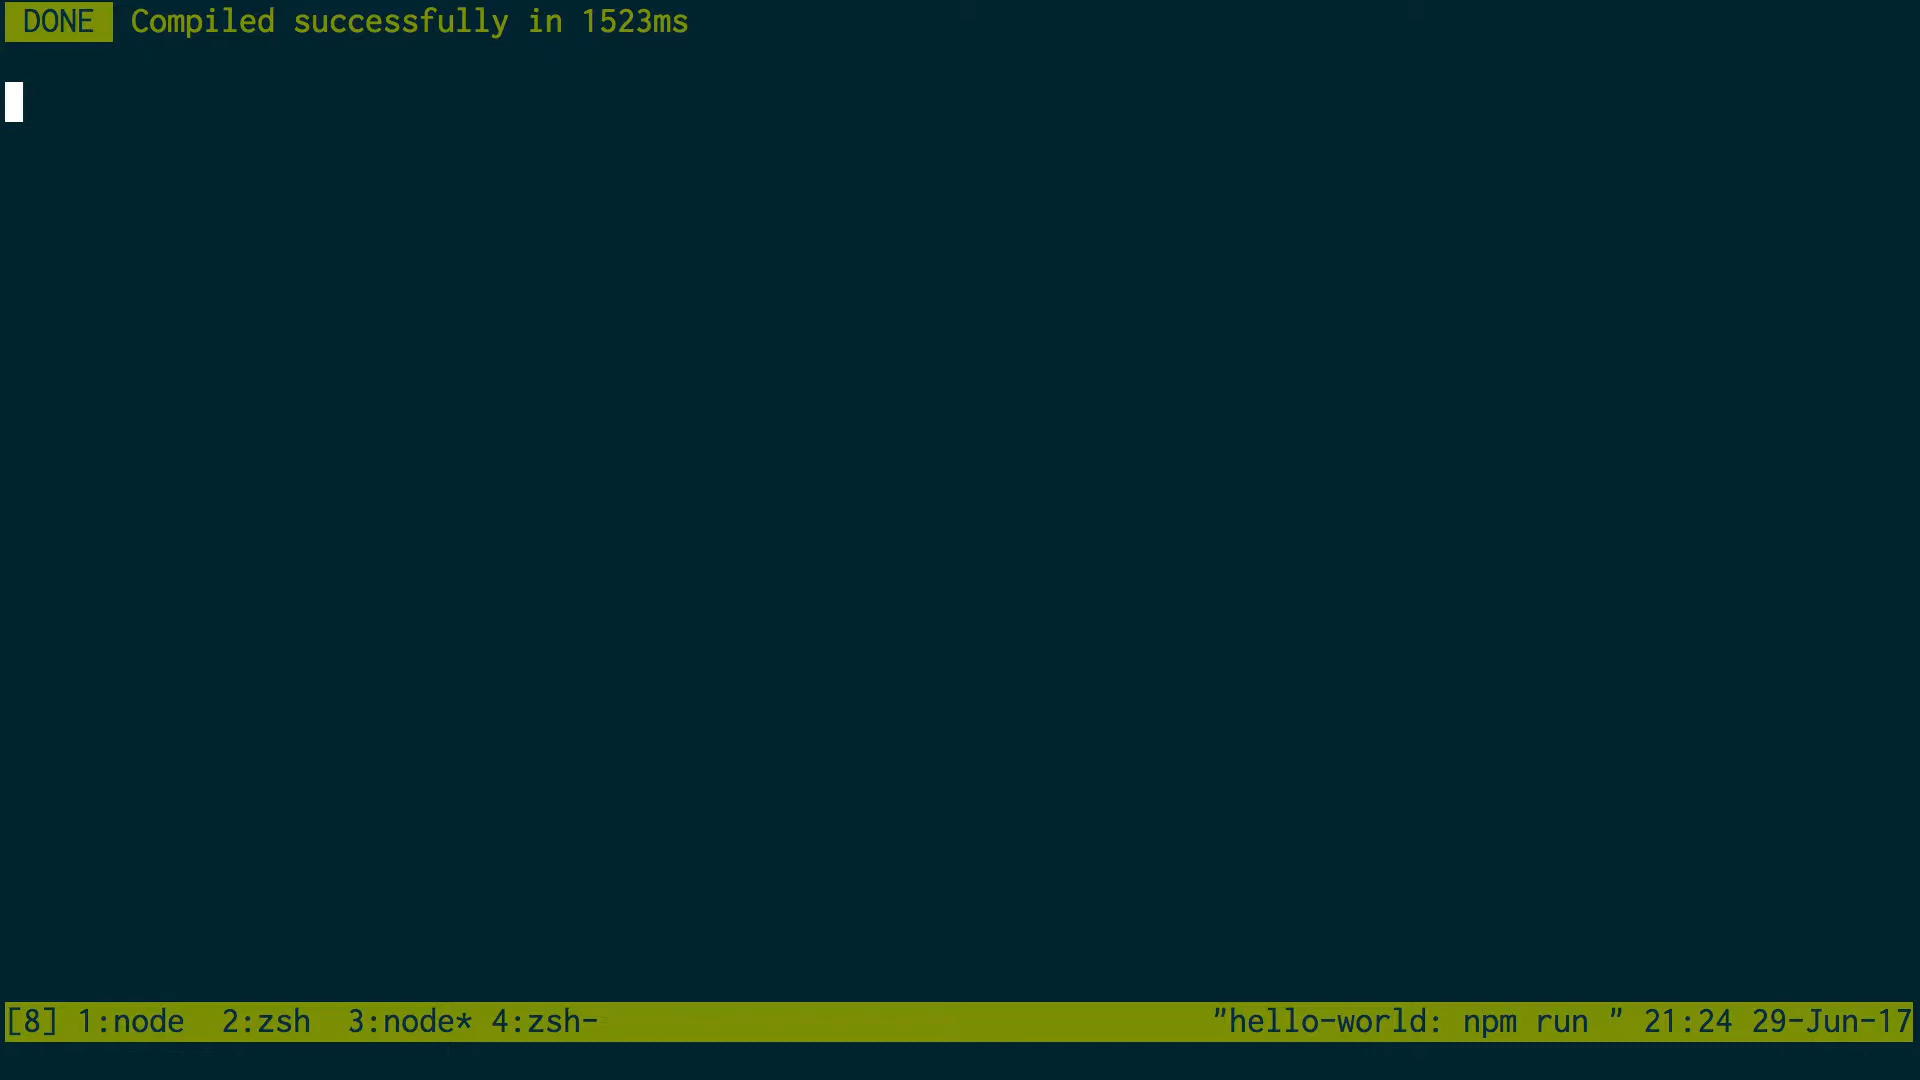 DONE Compiled successfully in 1523ms
[8] 1:node 2:zsh 3:node* 4:zsh- "hello-world: npm run " 21:24 29-Jun-17